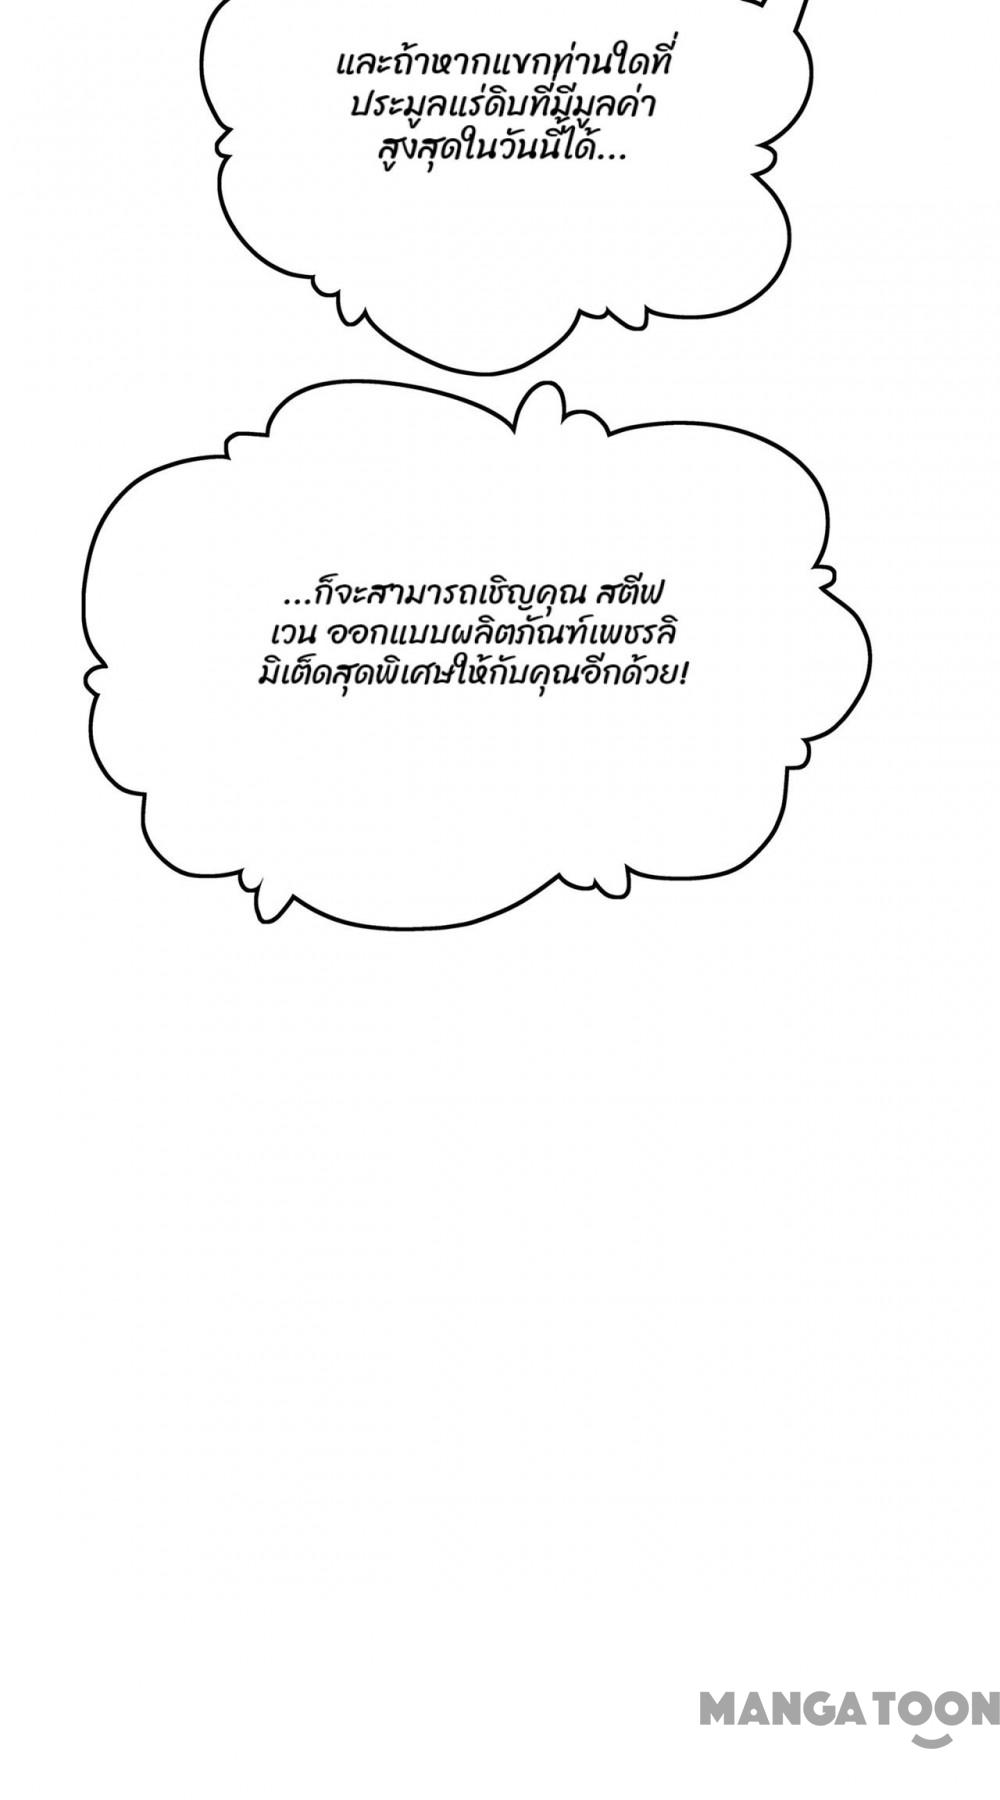 และถ้าหากแขกท่านใดที่
ประมูลแร่ดิบที่มีมูลค่า
สูงสุดในวันนี้ได้...
...ก็จะสามารถเชิญคุณ สตีฟ
เวน ออกแบบผลิตภัณฑ์เพชรลิ
มิเต็ดสุดพิเศษให้กับคุณอีกด้วย!
MANGATOON